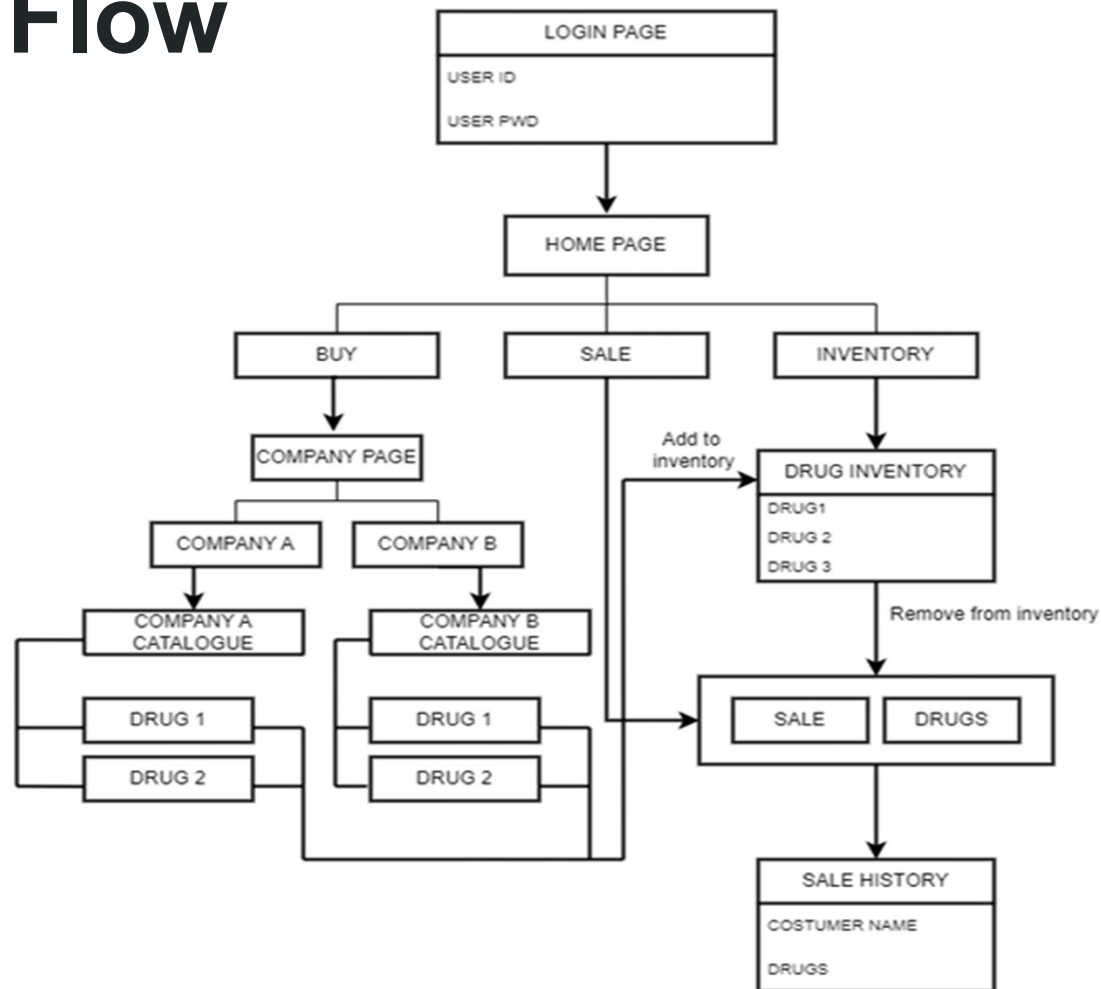 Flow
LOGIN PAGE
USER ID
USER PWD
HOME PAGE
BUY
SALE
INVENTORY
COMPANY PAGE
Add to
inventory
DRUG INVENTORY
DRUG1
DRUG 2
DRUG 3
COMPANY A
COMPANY B
COMPANY A
CATALOGUE
COMPANY B
CATALOGUE
Remove from inventory
DRUG 1
DRUG 1
SALE
DRUGS
DRUG 2
DRUG 2
SALE HISTORY
COSTUMER NAME
DRUGS